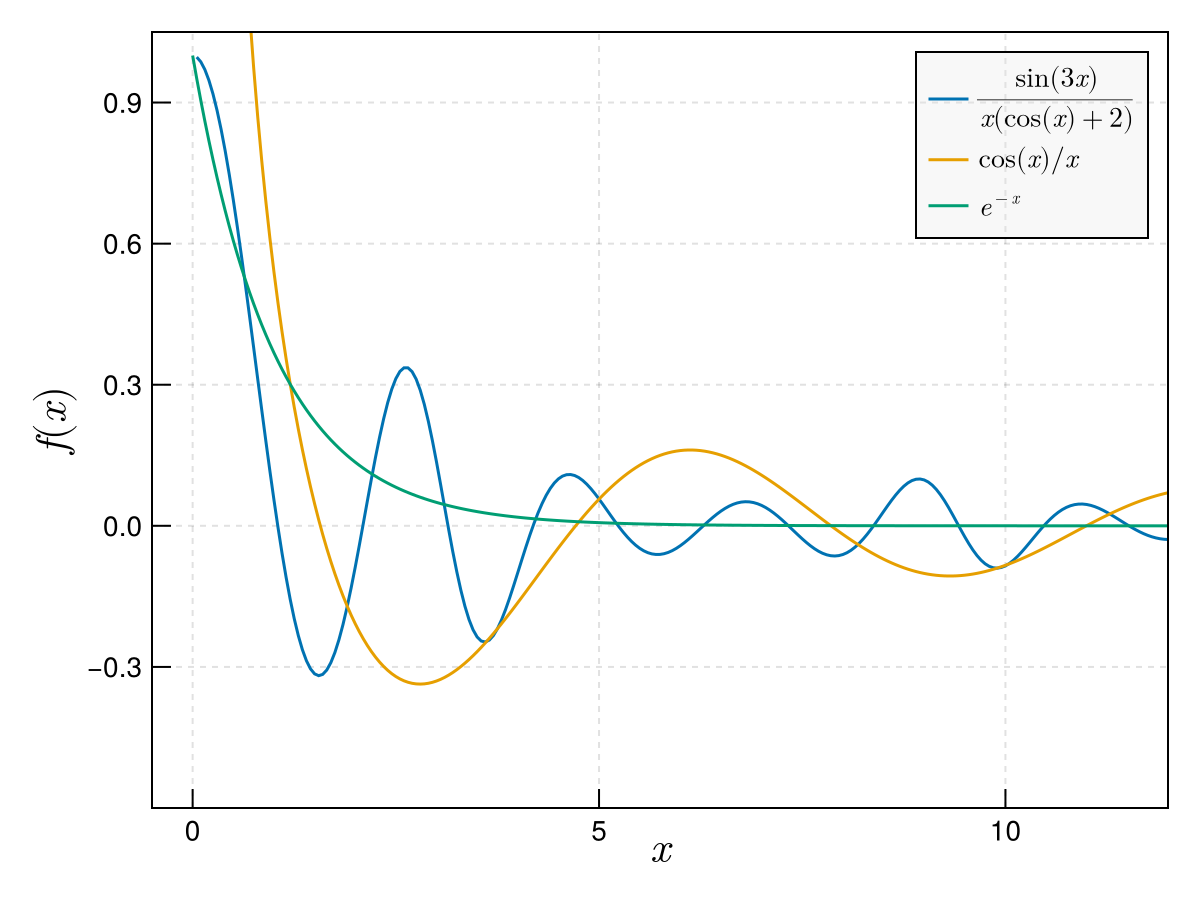 0.9
0.6
0.3
0.0
−0.3
f(x)
0
5
10
x
sin(3x)
x(cos(x) + 2)
cos(x)/x
e^{−x}